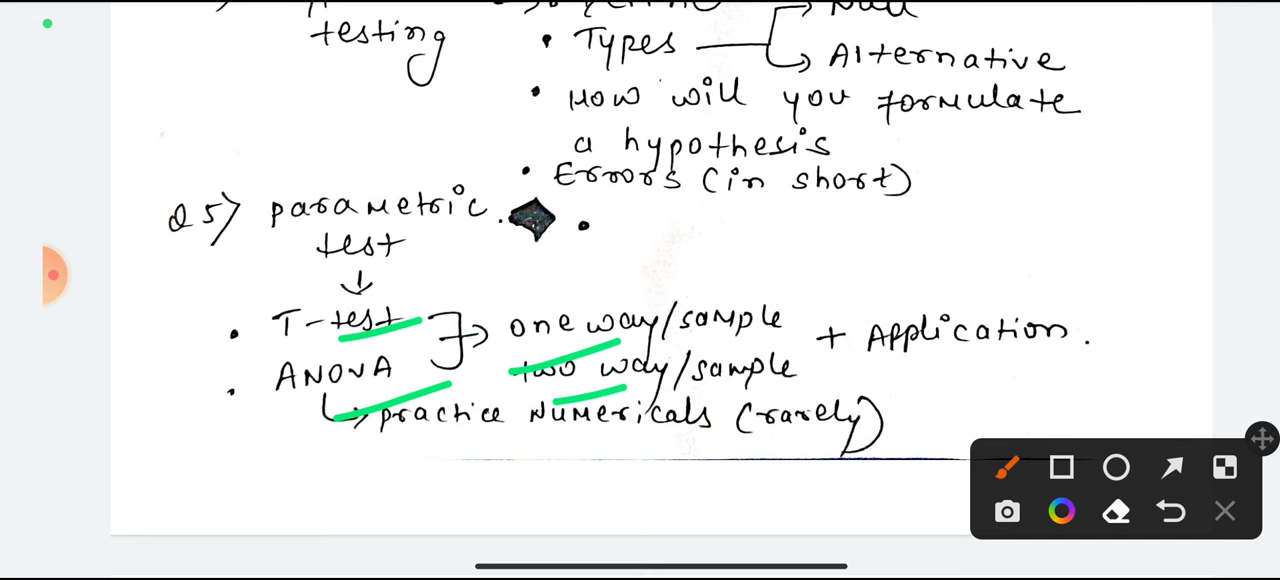 Null
testing
• Types
Alternative
• How will you formulate
a hypothesis
• Errors (in short)
Q5) parametric.
test
• T-test
one way/sample
+ Application.
• ANOVA
two way/sample
practice Numericals (rarely)